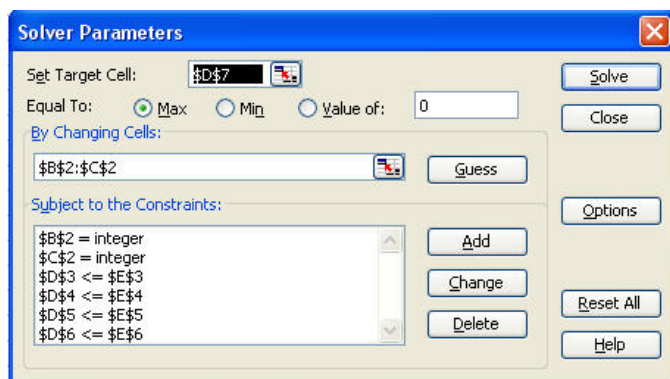 Solver Parameters
Set Target Cell: $D$7 Solve
Equal To: Max Min Value of: 0 Close
By Changing Cells:
$B$2:$C$2 Guess
Subject to the Constraints: Options
$B$2 = integer Add
$C$2 = integer
$D$3 <= $E$3 Change
$D$4 <= $E$4 Reset All
$D$5 <= $E$5 Delete
$D$6 <= $E$6 Help